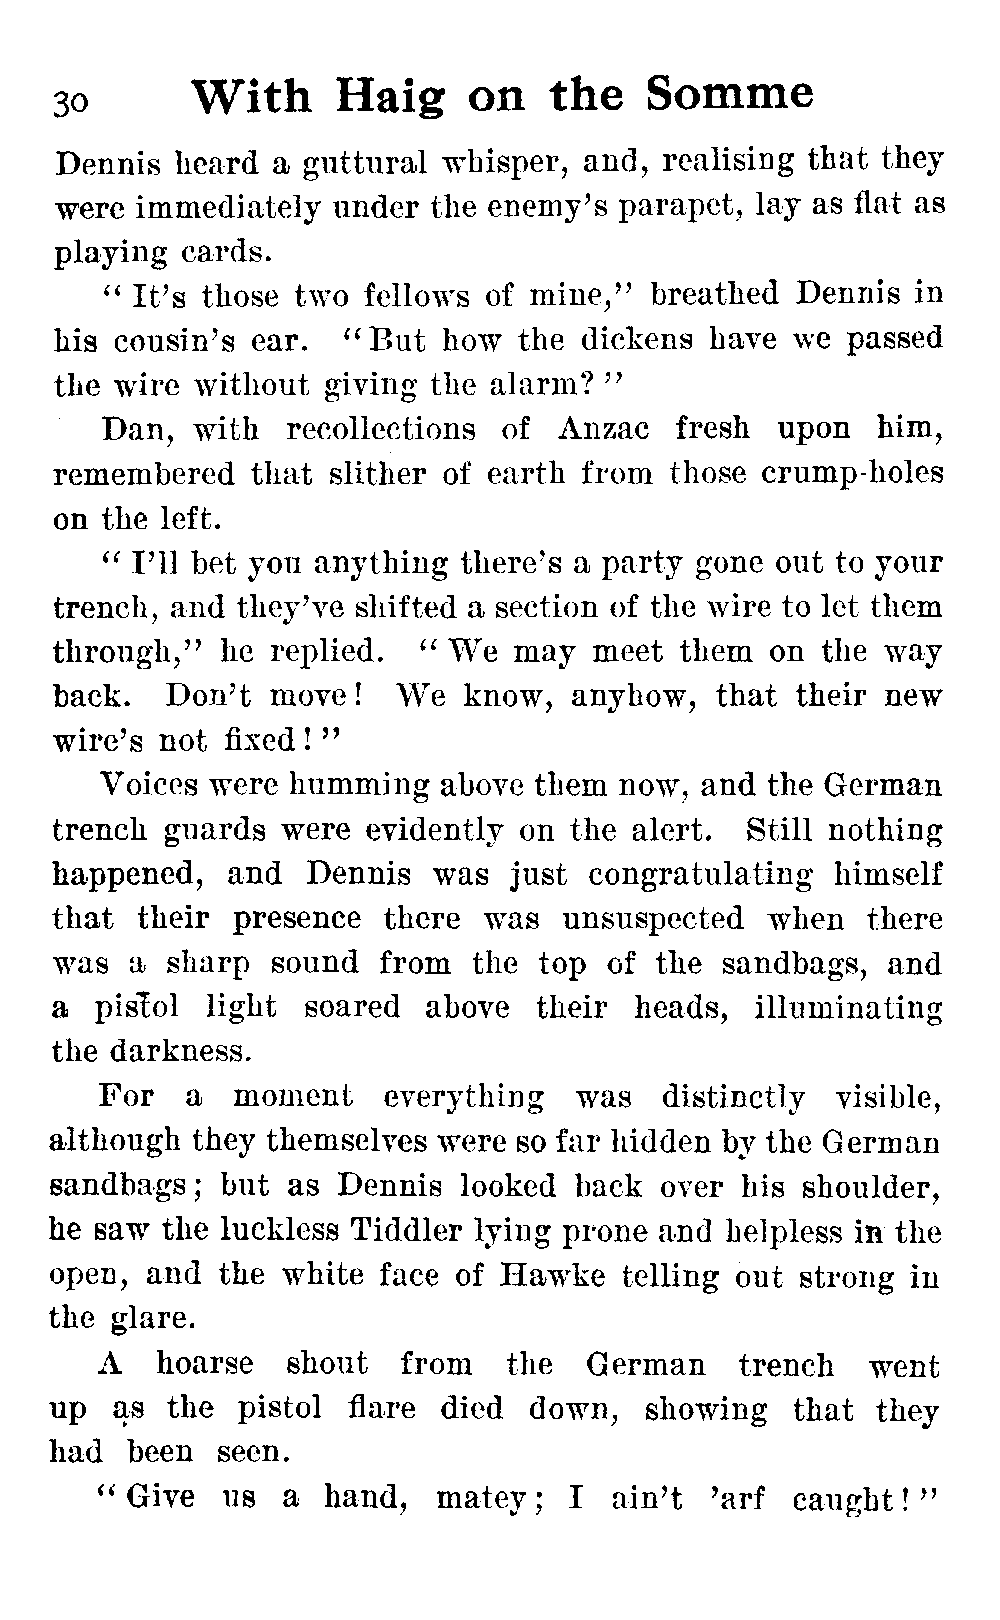 30 With Haig on the Somme
Dennis heard a guttural whisper, and, realising that they
were immediately under the enemy's parapet, lay as flat as
playing cards.
"It's those two fellows of mine," breathed Dennis in
his cousin's ear. "But how the dickens have we passed
the wire without giving the alarm?"
Dan, with recollections of Anzac fresh upon him,
remembered that slither of earth from those crump-holes
on the left.
"I'll bet you anything there's a party gone out to your
trench, and they've shifted a section of the wire to let them
through," he replied. "We may meet them on the way
back. Don't move! We know, anyhow, that their new
wire's not fixed!"
Voices were humming above them now, and the German
trench guards were evidently on the alert. Still nothing
happened, and Dennis was just congratulating himself
that their presence there was unsuspected when there
was a sharp sound from the top of the sandbags, and
a pistol light soared above their heads, illuminating
the darkness.
For a moment everything was distinctly visible,
although they themselves were so far hidden by the German
sandbags; but as Dennis looked back over his shoulder,
he saw the luckless Tiddler lying prone and helpless in the
open, and the white face of Hawke telling out strong in
the glare.
A hoarse shout from the German trench went
up as the pistol flare died down, showing that they
had been seen.
"Give us a hand, matey; I ain't 'arf caught!"